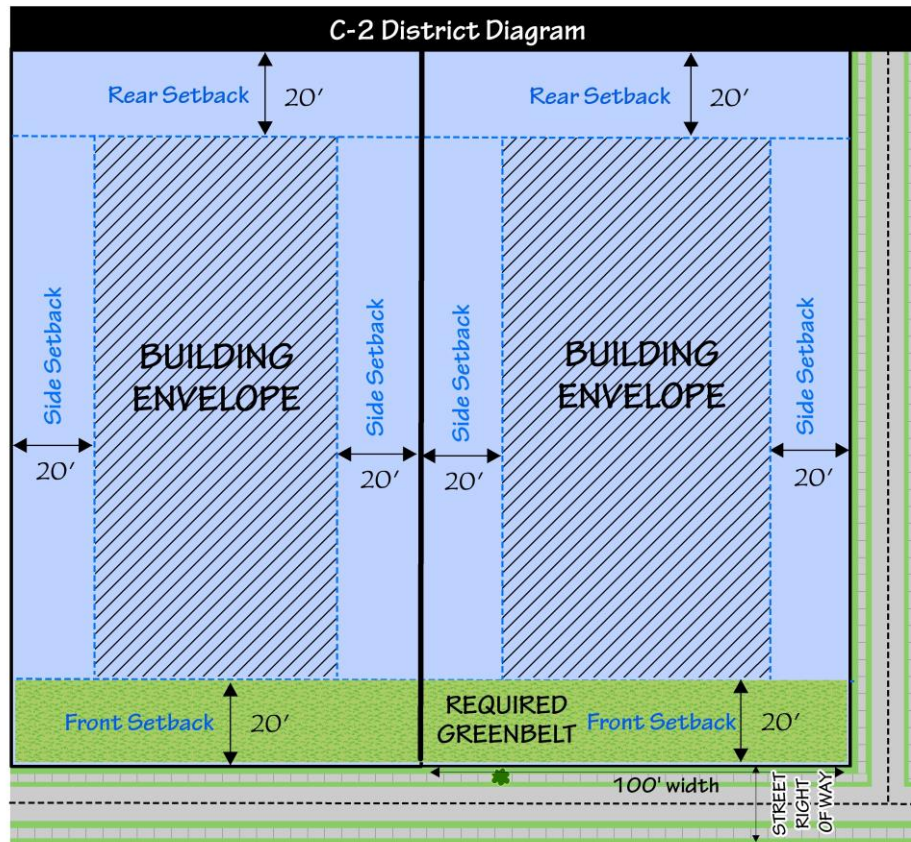 C-2 District Diagram
Rear Setback
20'
Rear Setback
20'
Side Setback
20'
BUILDING
ENVELOPE
Side Setback
20'
Side Setback
20'
BUILDING
ENVELOPE
Side Setback
20'
Front Setback
20'
REQUIRED
GREENBELT
Front Setback
20'
100' width
STREET
RIGHT
OF WAY